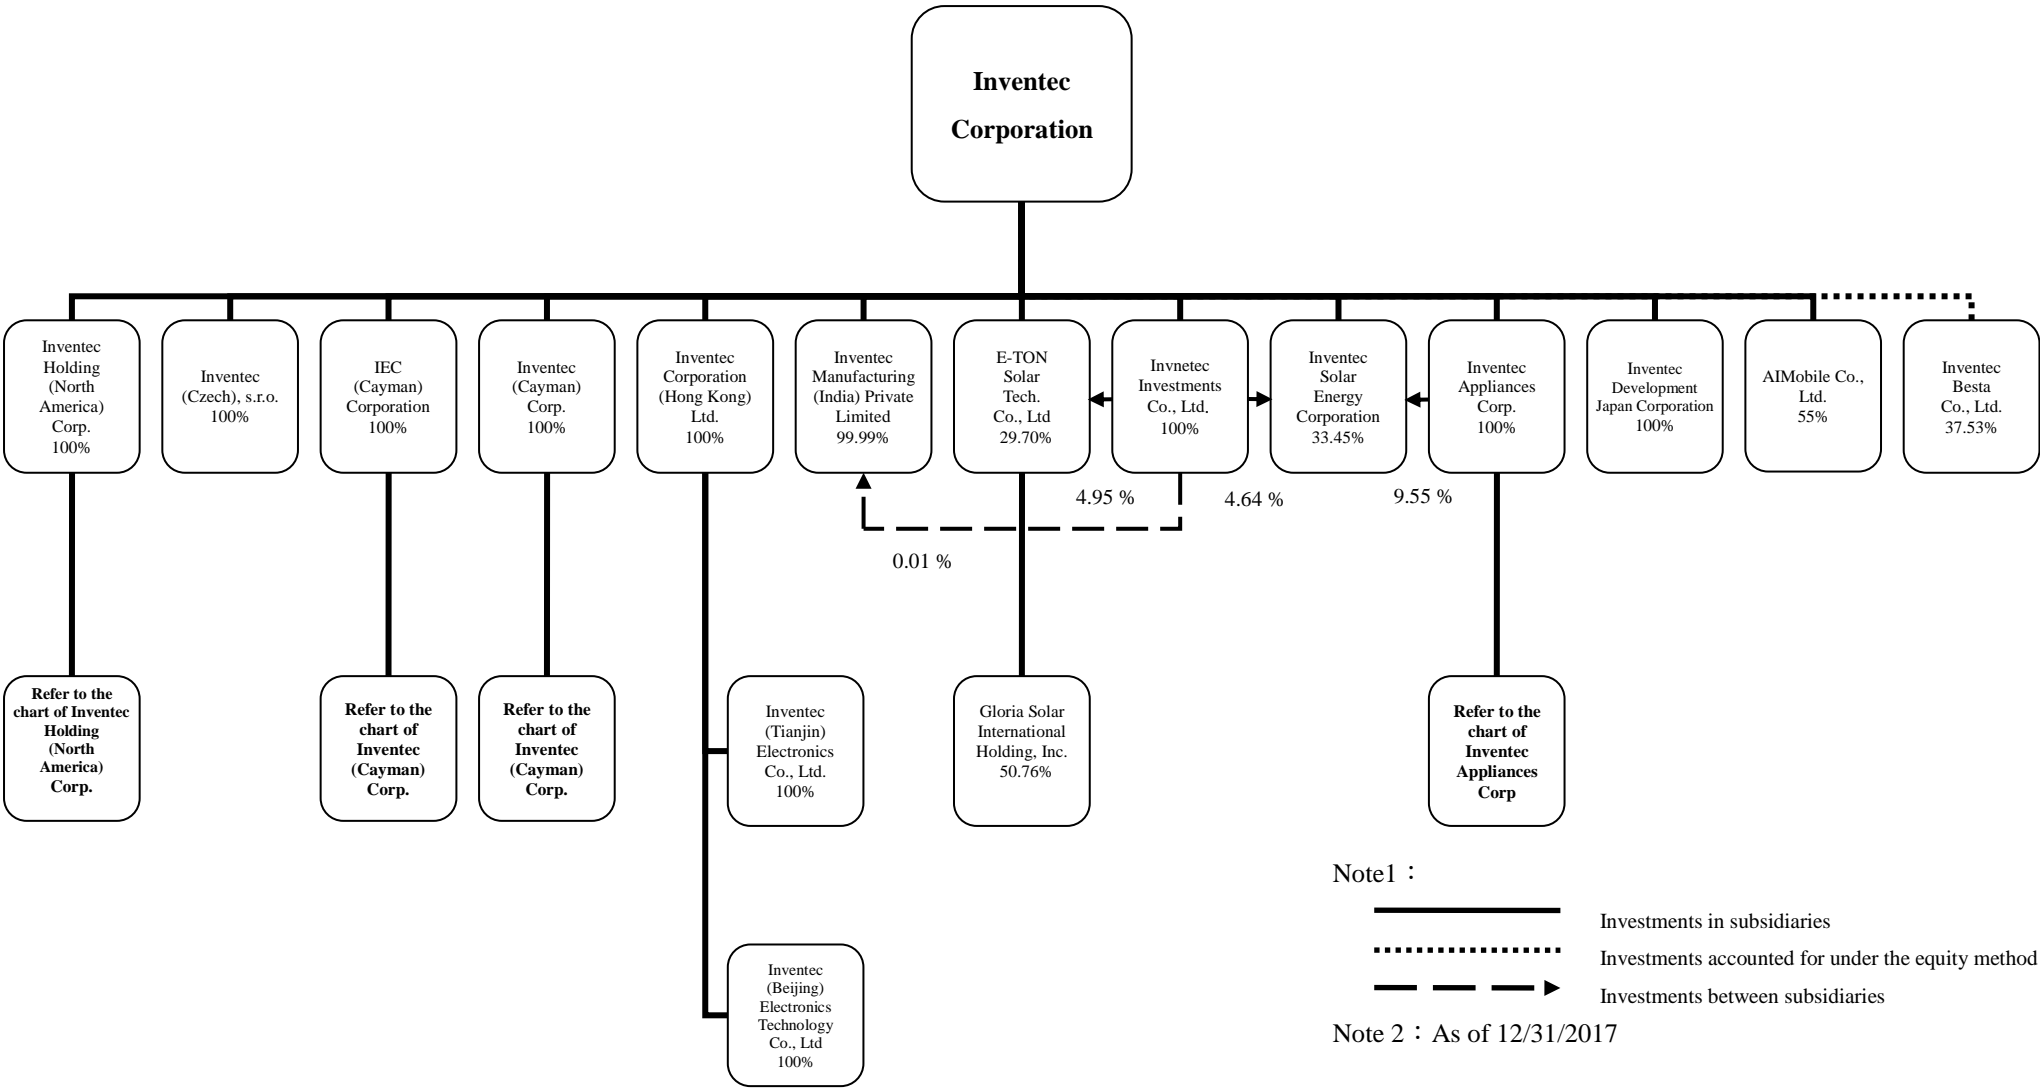 Inventec
Corporation
Inventec
Holding
(North
America)
Corp.
100%
Inventec
(Czech), s.r.o.
100%
IEC
(Cayman)
Corporation
100%
Inventec
(Cayman)
Corp.
100%
Inventec
Corporation
(Hong Kong)
Ltd.
100%
Inventec
Manufacturing
(India) Private
Limited
99.99%
E-TON
Solar
Tech.
Co., Ltd
29.70%
Invnetec
Investments
Co., Ltd.
100%
Inventec
Solar
Energy
Corporation
33.45%
Inventec
Appliances
Corp.
100%
Inventec
Development
Japan Corporation
100%
AIMobile Co.,
Ltd.
55%
Inventec
Besta
Co., Ltd.
37.53%
4.95 %
4.64 %
9.55 %
0.01 %
Refer to the
chart of Inventec
Holding
(North
America)
Corp.
Refer to the
chart of
Inventec
(Cayman)
Corp.
Refer to the
chart of
Inventec
(Cayman)
Corp.
Inventec
(Tianjin)
Electronics
Co., Ltd.
100%
Gloria Solar
International
Holding, Inc.
50.76%
Refer to the
chart of
Inventec
Appliances
Corp
Inventec
(Beijing)
Electronics
Technology
Co., Ltd
100%
Note1：
Investments in subsidiaries
Investments accounted for under the equity method
Investments between subsidiaries
Note 2：As of 12/31/2017